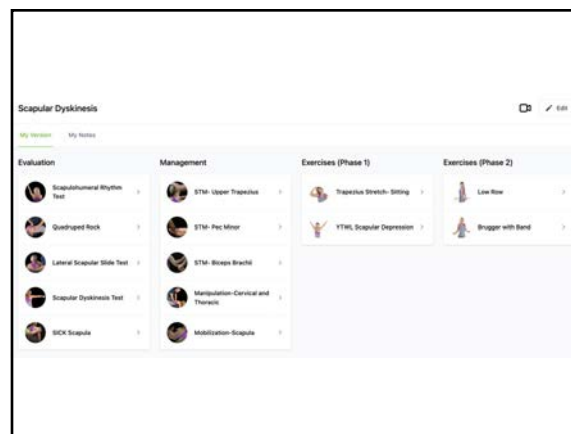 Scapular Dyskinesis
Edit
My Version
My Notes
Evaluation
Scapulohumeral Rhythm
Test
Quadruped Rock
Lateral Scapular Slide Test
Scapular Dyskinesis Test
SICK Scapula
Management
STM- Upper Trapezius
STM- Pec Minor
STM- Biceps Brachii
Manipulation-Cervical and
Thoracic
Mobilization-Scapula
Exercises (Phase 1)
Trapezius Stretch- Sitting
YTWL Scapular Depression
Exercises (Phase 2)
Low Row
Brugger with Band